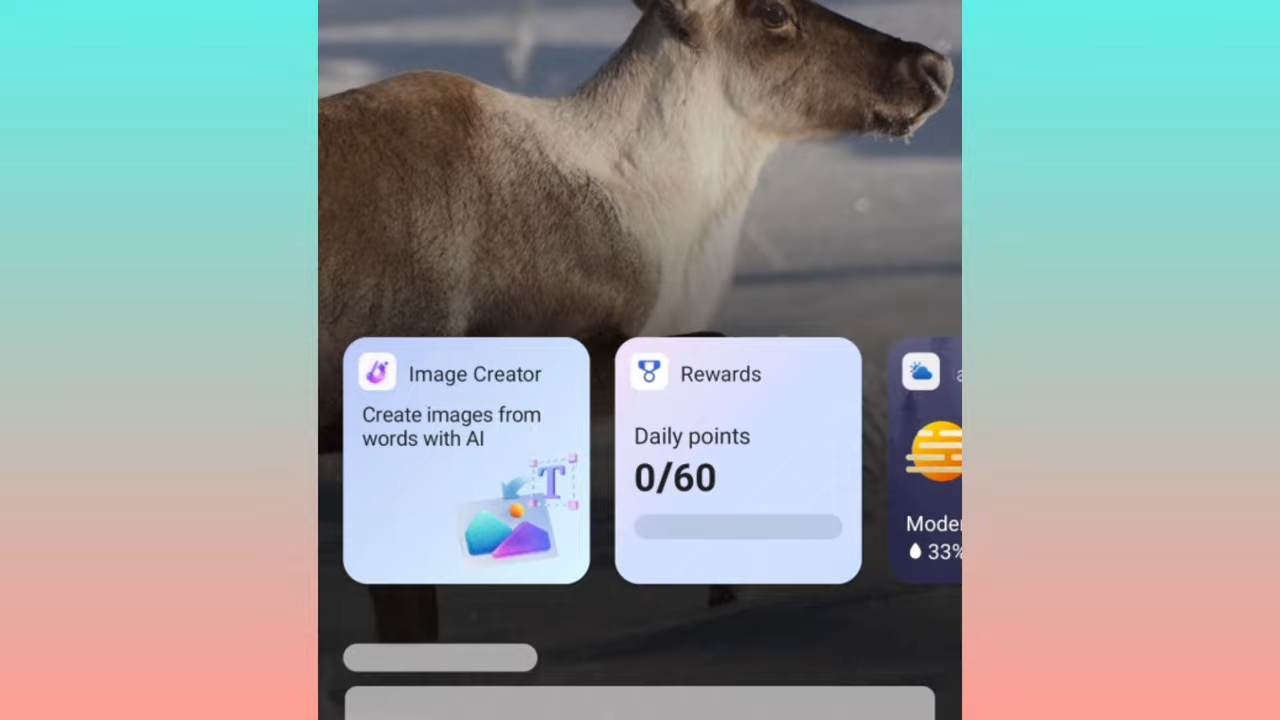 Image Creator
Create images from
words with AI
T
Rewards
Daily points
0/60
33%